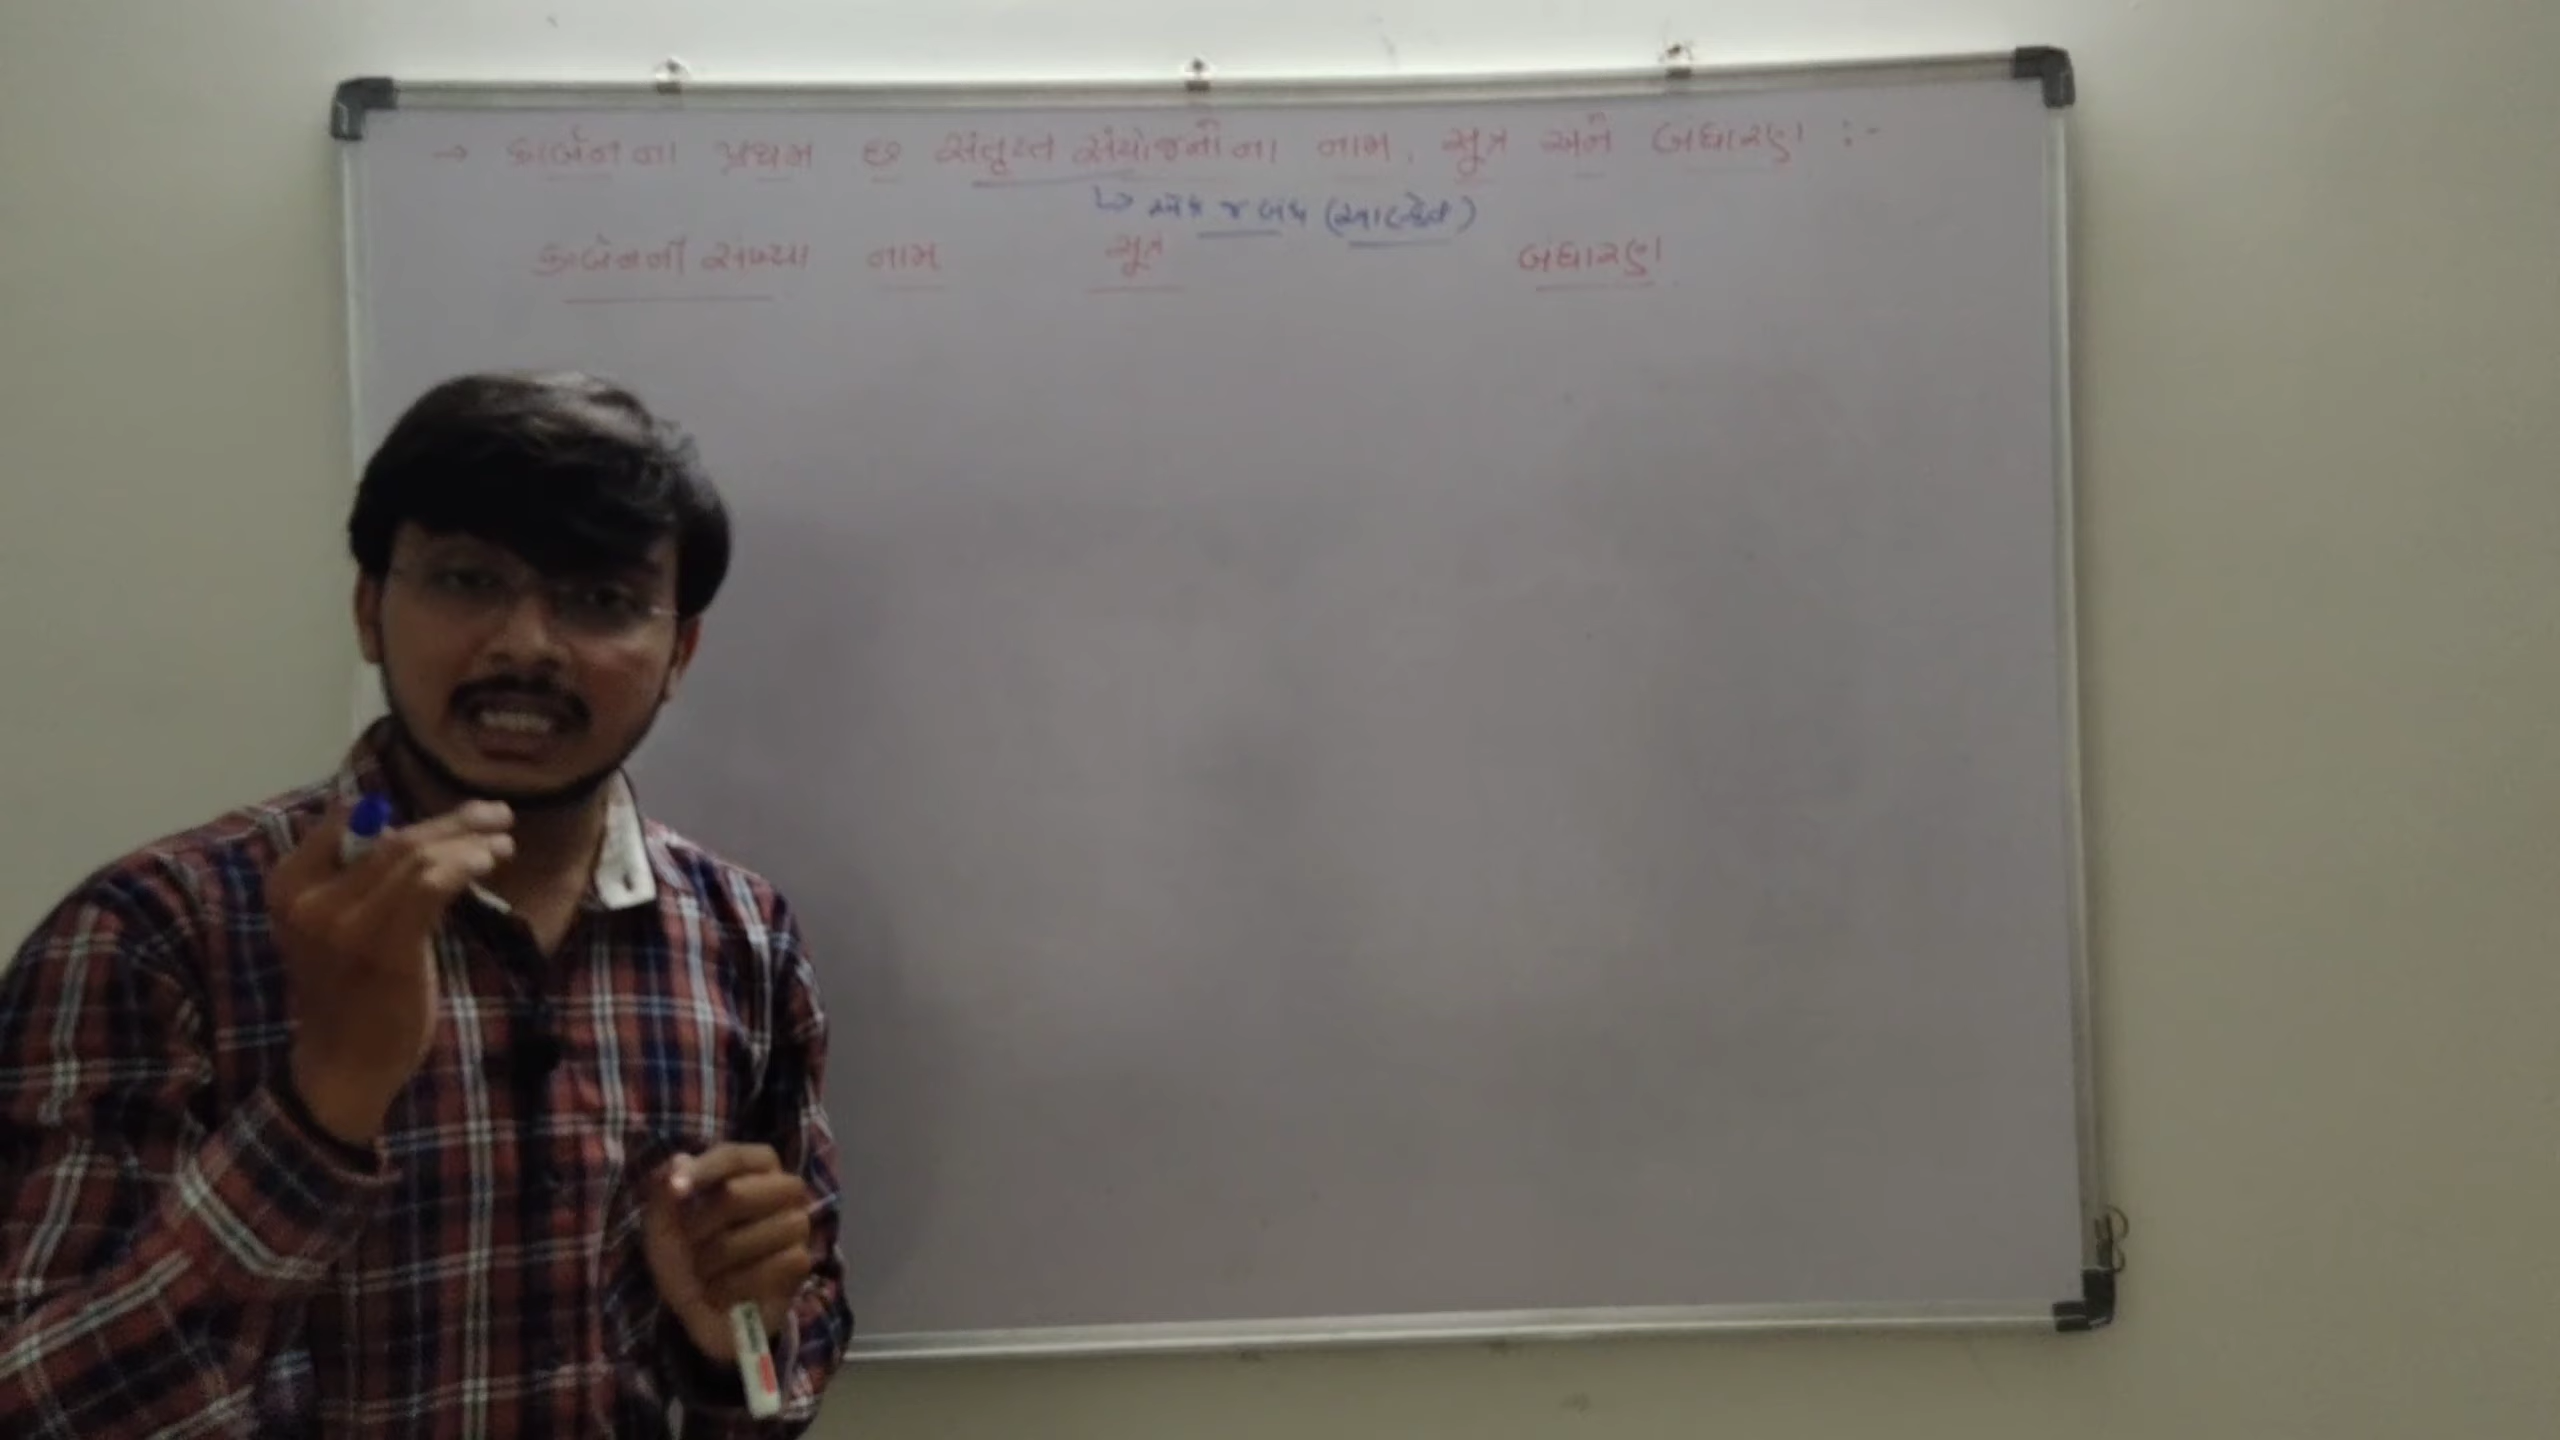 → કાર્બનના પ્રથમ છ સંતૃપ્ત સંયોજનોના નામ, સૂત્ર અને બંધારણ :-
↳ એક જ બંધ (આલ્કેન)
કાર્બનની સંખ્યા નામ સૂત્ર બંધારણ